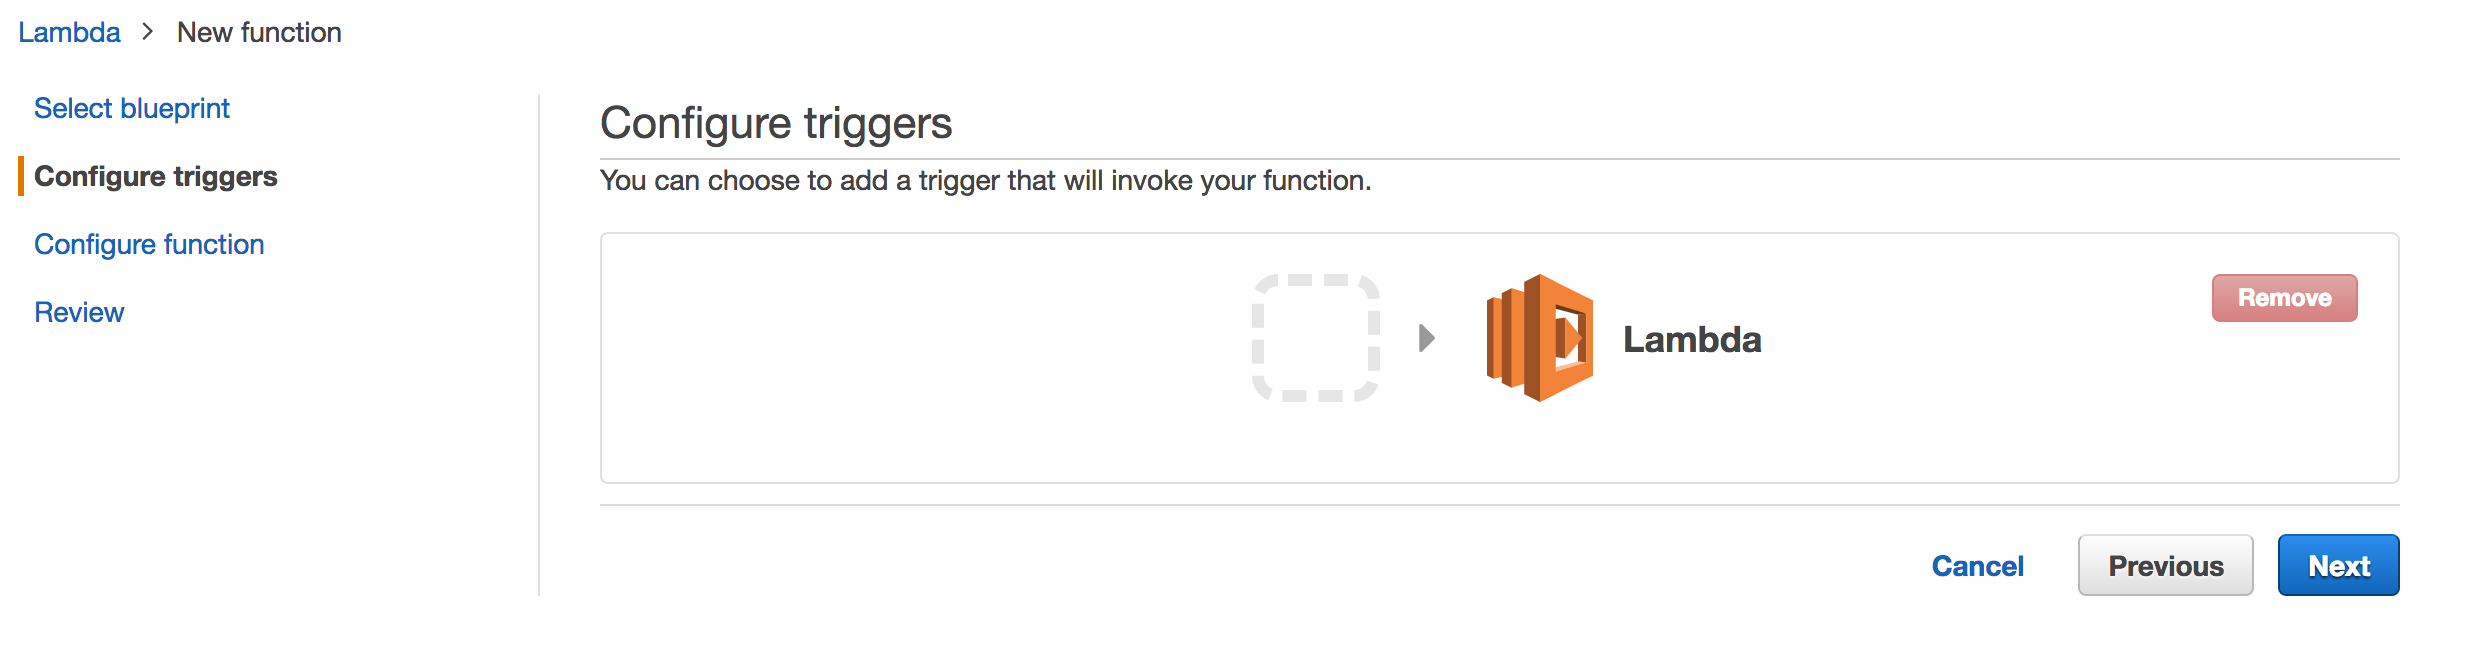 Lambda > New function
Select blueprint
Configure triggers
Configure function
Review
Configure triggers
You can choose to add a trigger that will invoke your function.
Remove
Lambda
Cancel
Previous
Next